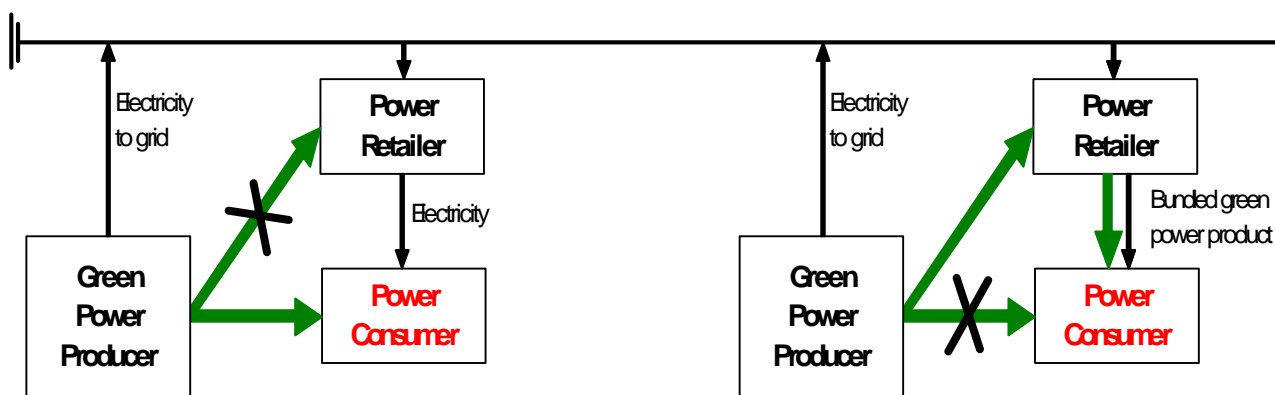 Electricity
to grid
Power
Retailer
Electricity
Green
Power
Producer
Power
Consumer
Electricity
to grid
Power
Retailer
Bundled green
power product
Green
Power
Producer
Power
Consumer